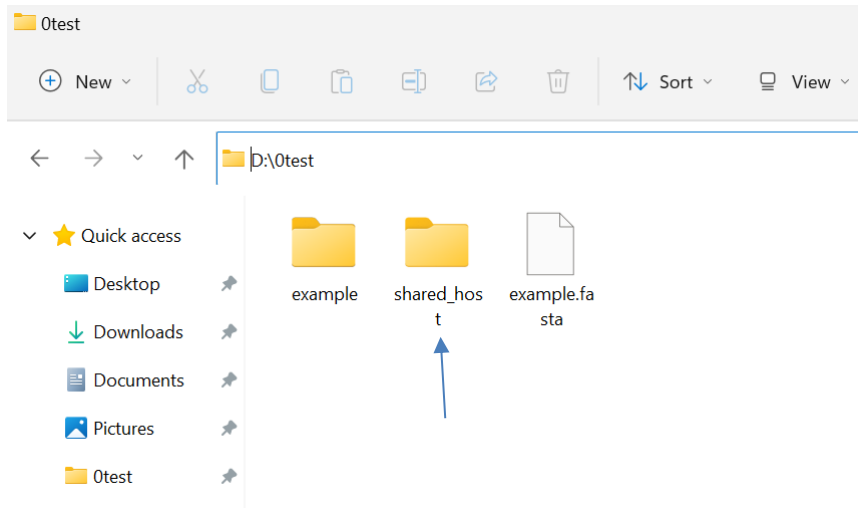 0test
New
Sort
View
D:\0test
Quick access
Desktop
Downloads
Documents
Pictures
0test
example
shared_hos
t
example.fa
sta